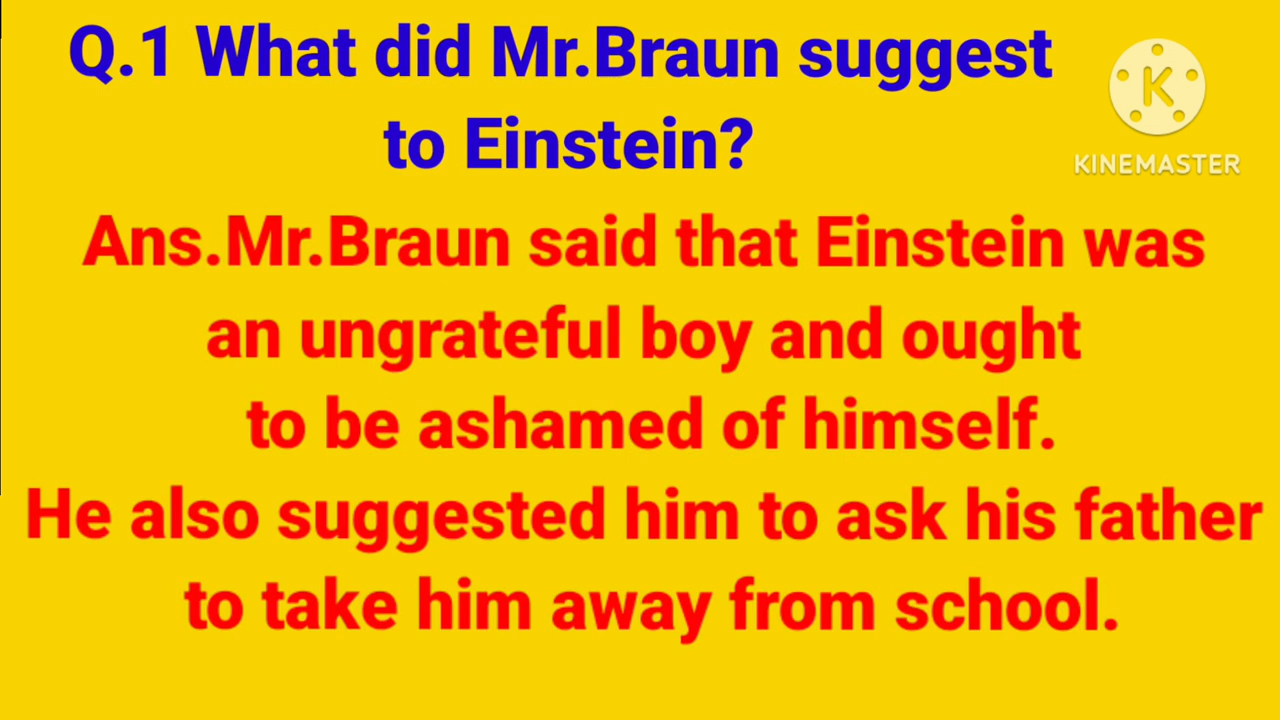 Q.1 What did Mr.Braun suggest
to Einstein?
K
KINEMASTER
Ans.Mr.Braun said that Einstein was
an ungrateful boy and ought
to be ashamed of himself.
He also suggested him to ask his father
to take him away from school.